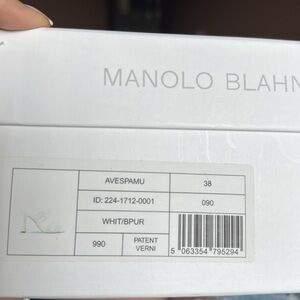 MANOLO BLAHN
AVESPAMU 38
ID: 224-1712-0001 090
WHIT/BPUR
990 PATENT VERNI
5 063354 795294